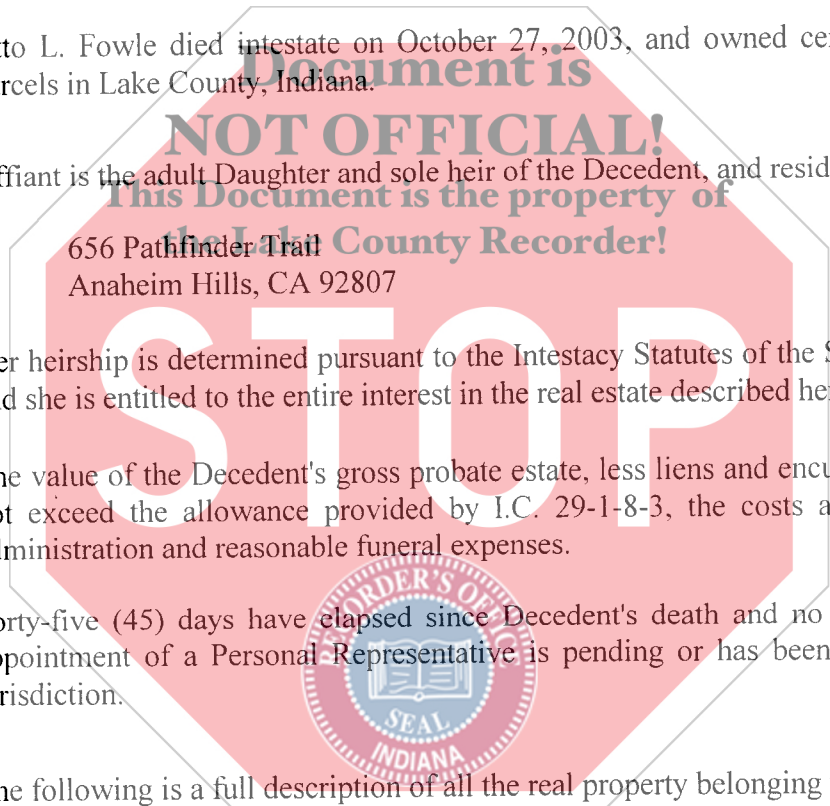 tto L. Fowle died intestate on October 27, 2003, and owned cer
Document is
rcels in Lake County, Indiana.
NOT OFFICIAL!
ffiant is the adult Daughter and sole heir of the Decedent, and resid
This Document is the property of
the Lake County Recorder!
656 Pathfinder Trail
Anaheim Hills, CA 92807
STOP
er heirship is determined pursuant to the Intestacy Statutes of the S
d she is entitled to the entire interest in the real estate described he
he value of the Decedent's gross probate estate, less liens and encu
ot exceed the allowance provided by I.C. 29-1-8-3, the costs a
dministration and reasonable funeral expenses.
orty-five (45) days have elapsed since Decedent's death and no
ppointment of a Personal Representative is pending or has been
risdiction.
RECORDER'S OFFICE
SEAL
INDIANA
he following is a full description of all the real property belonging